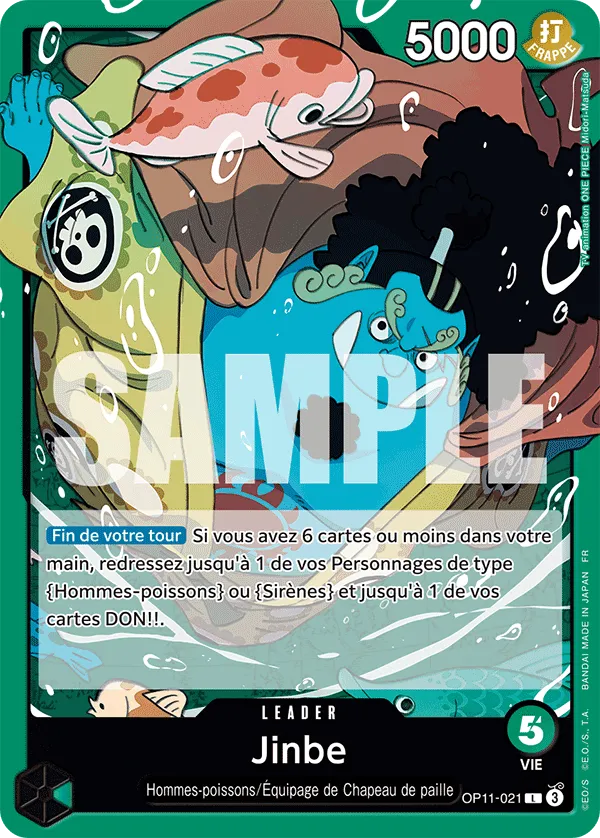 5000
打
FRAPPE
TV animation ONE PIECE Midori-Matsuda
SAMPLE
Fin de votre tour Si vous avez 6 cartes ou moins dans votre
main, redressez jusqu'à 1 de vos Personnages de type
{Hommes-poissons} ou {Sirènes} et jusqu'à 1 de vos
cartes DON!!.
LEADER
Jinbe
5
VIE
Hommes-poissons/Équipage de Chapeau de paille
OP11-021 L 3
©E.O/S ©E.O./S., T.A. BANDAI MADE IN JAPAN FR